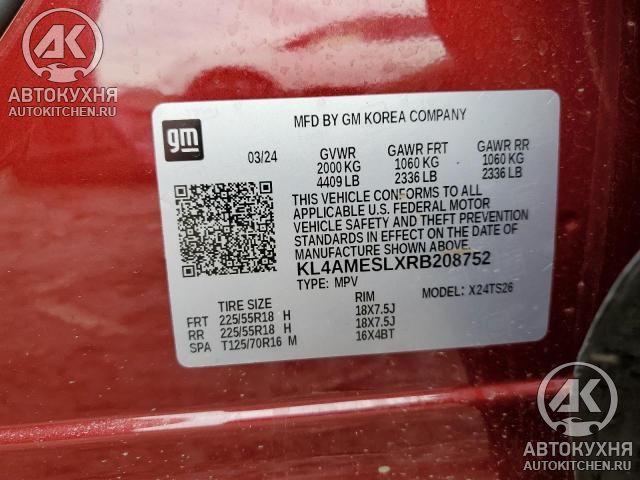 АК
АВТОКУХНЯ
AUTOKITCHEN.RU
gm
MFD BY GM KOREA COMPANY
03/24 GVWR GAWR FRT GAWR RR
2000 KG 1060 KG 1060 KG
4409 LB 2336 LB 2336 LB
THIS VEHICLE CONFORMS TO ALL
APPLICABLE U.S. FEDERAL MOTOR
VEHICLE SAFETY AND THEFT PREVENTION
STANDARDS IN EFFECT ON THE DATE OF
MANUFACTURE SHOWN ABOVE.
KL4AMESLXRB208752
TYPE: MPV MODEL: X24TS26
TIRE SIZE RIM
FRT 225/55R18 H 18X7.5J
RR 225/55R18 H 18X7.5J
SPA T125/70R16 M 16X4BT
АК
АВТОКУХНЯ
AUTOKITCHEN.RU